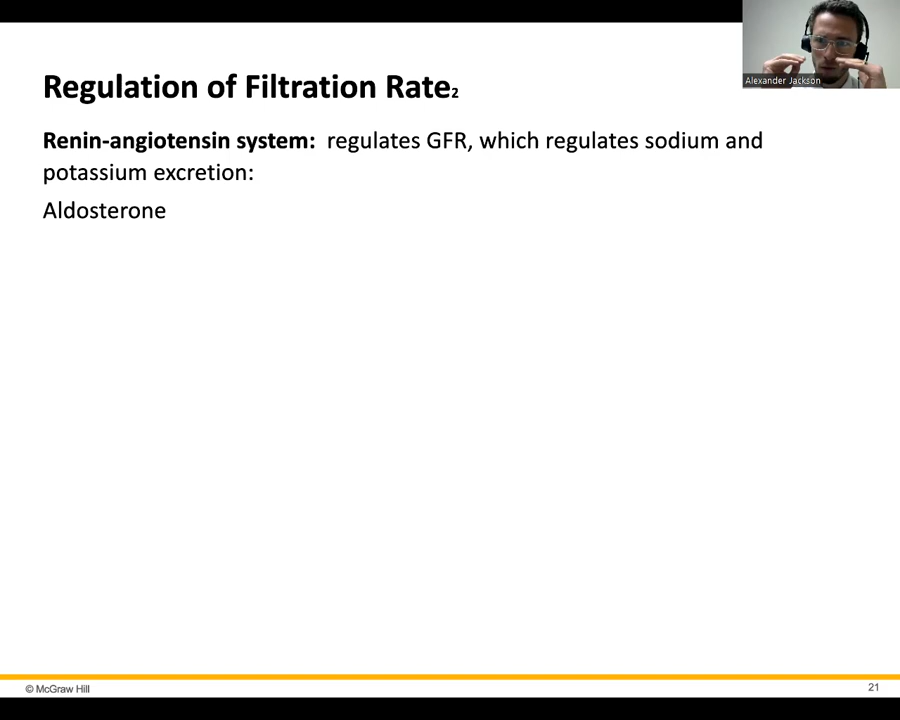 Alexander Jackson
Regulation of Filtration Rate2
Renin-angiotensin system: regulates GFR, which regulates sodium and
potassium excretion:
Aldosterone
© McGraw Hill
21